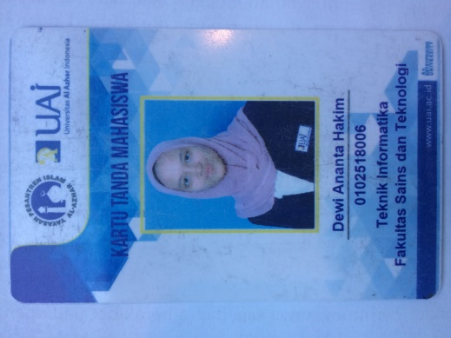 UAI
Universitas Al Azhar Indonesia
YAYASAN PESANTREN ISLAM
AL-AZHAR
KARTU TANDA MAHASISWA
UAI
Dewi Ananta Hakim
0102518006
Teknik Informatika
Fakultas Sains dan Teknologi
www.uai.ac.id